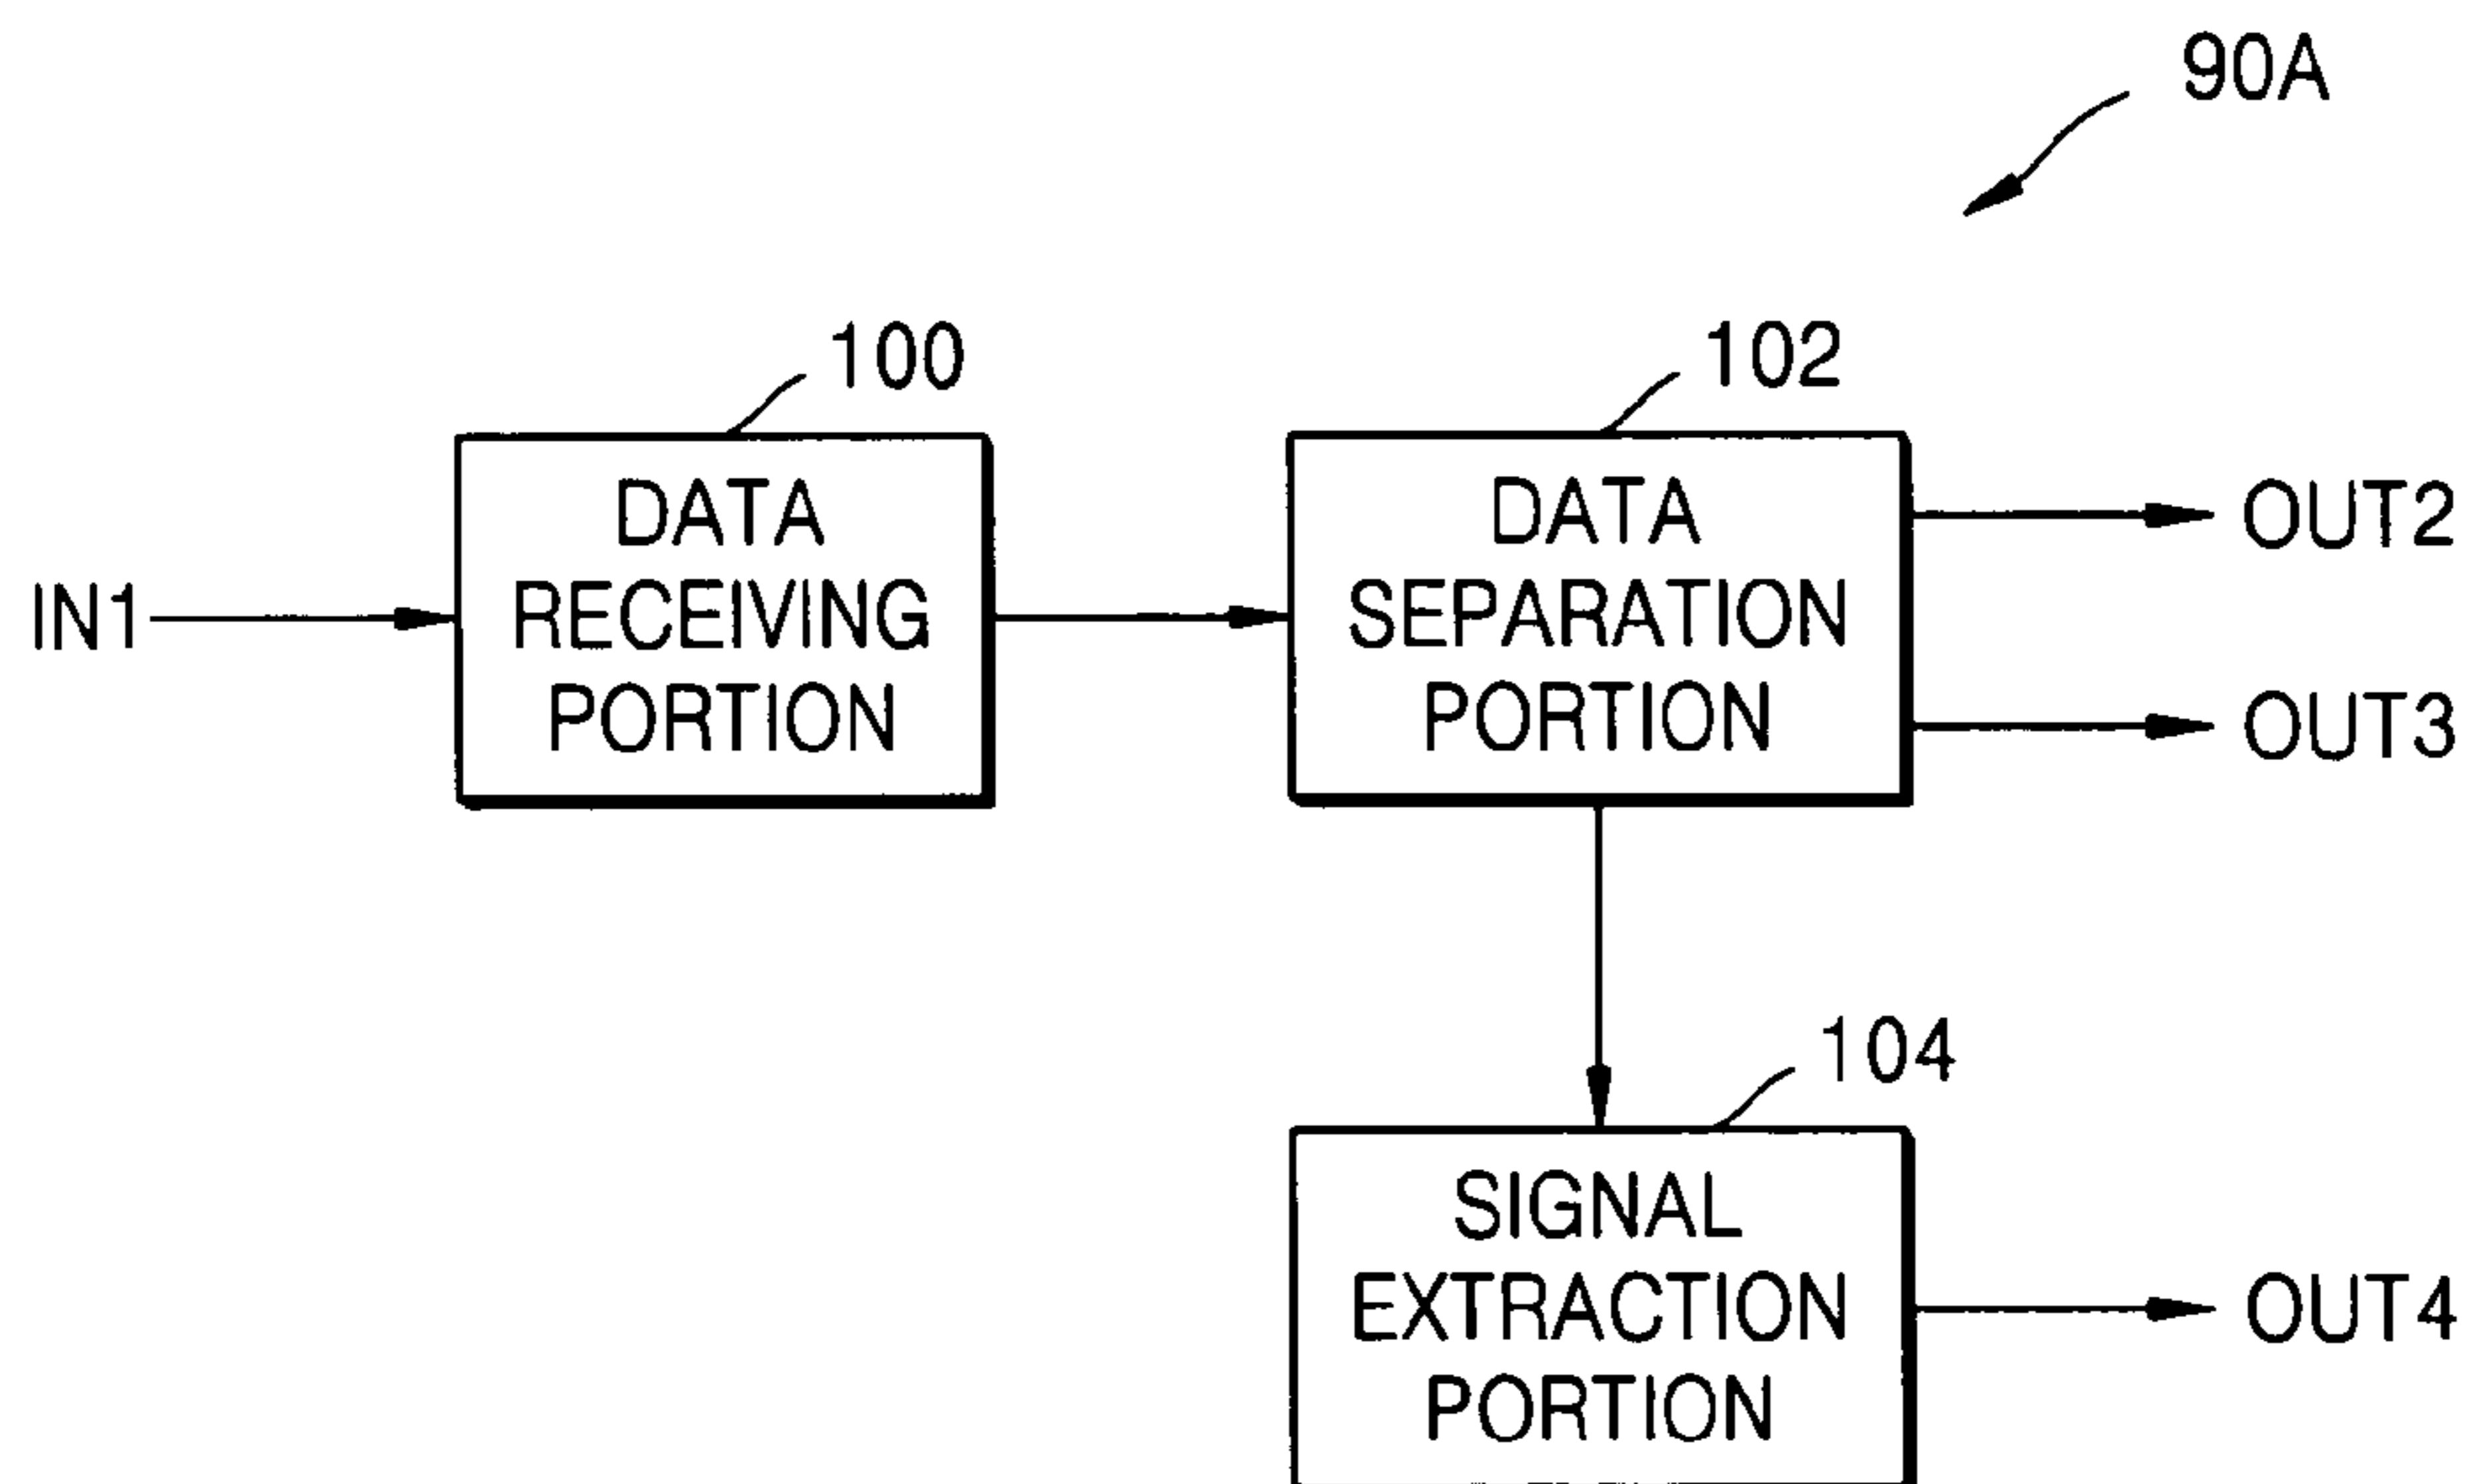 90A
100
102
DATA
RECEIVING
PORTION
DATA
SEPARATION
PORTION
IN1
OUT2
OUT3
104
SIGNAL
EXTRACTION
PORTION
OUT4